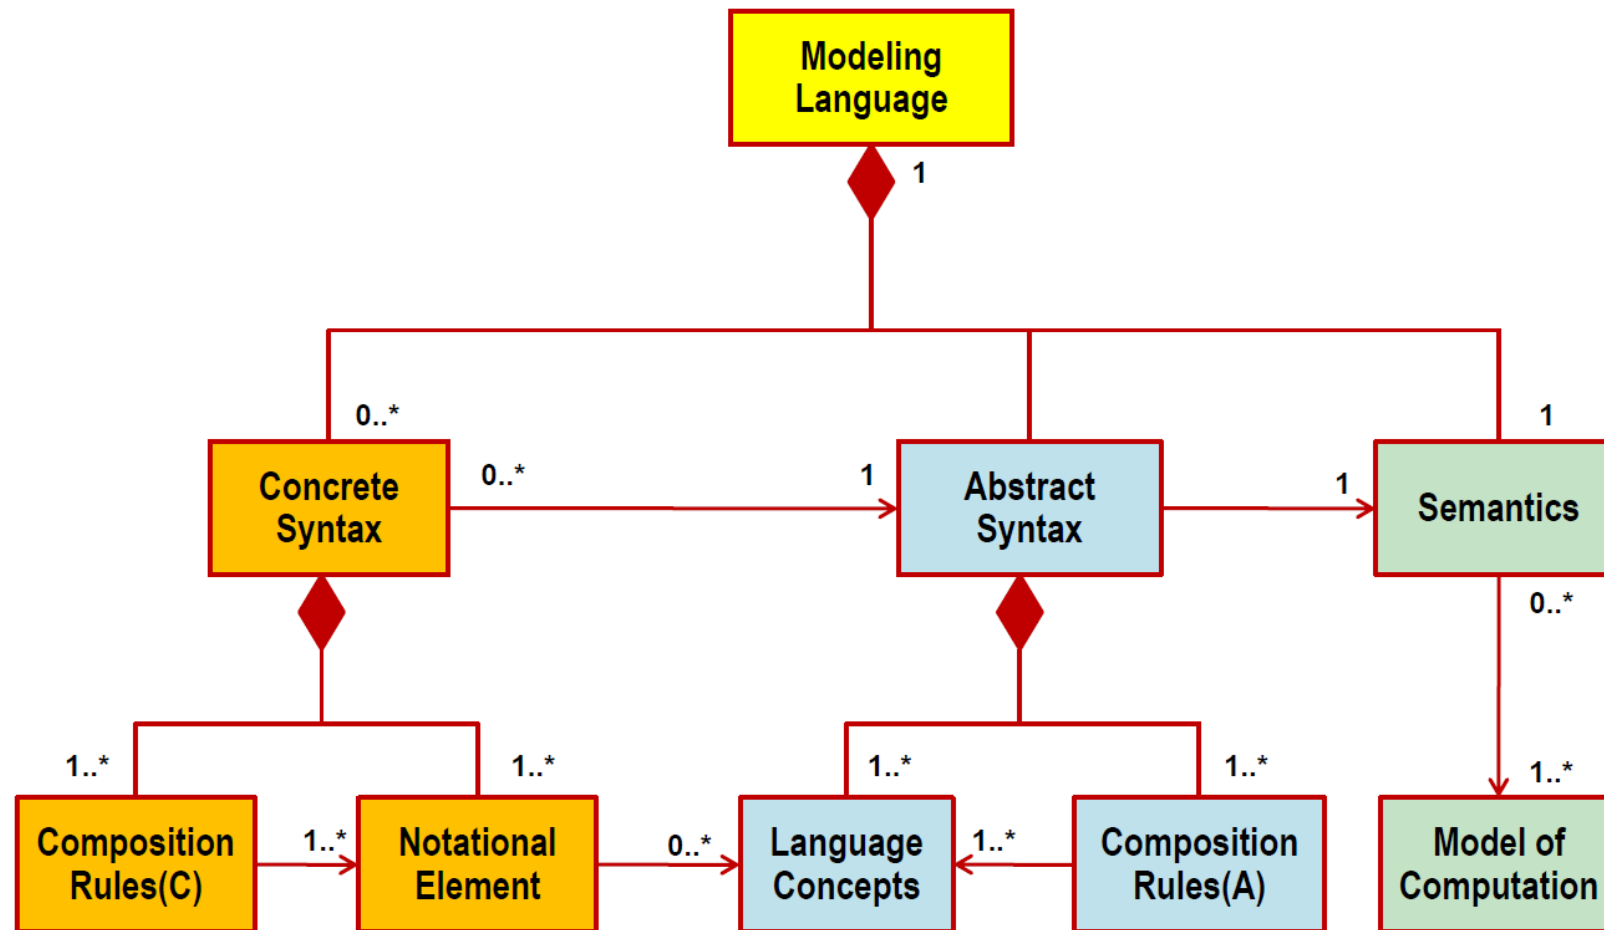 Modeling
Language
1
0..*
1
Concrete
Syntax
0..*
1
Abstract
Syntax
1
Semantics
0..*
1..*
1..*
1..*
1..*
1..*
Composition
Rules(C)
1..*
Notational
Element
0..*
Language
Concepts
1..*
Composition
Rules(A)
Model of
Computation